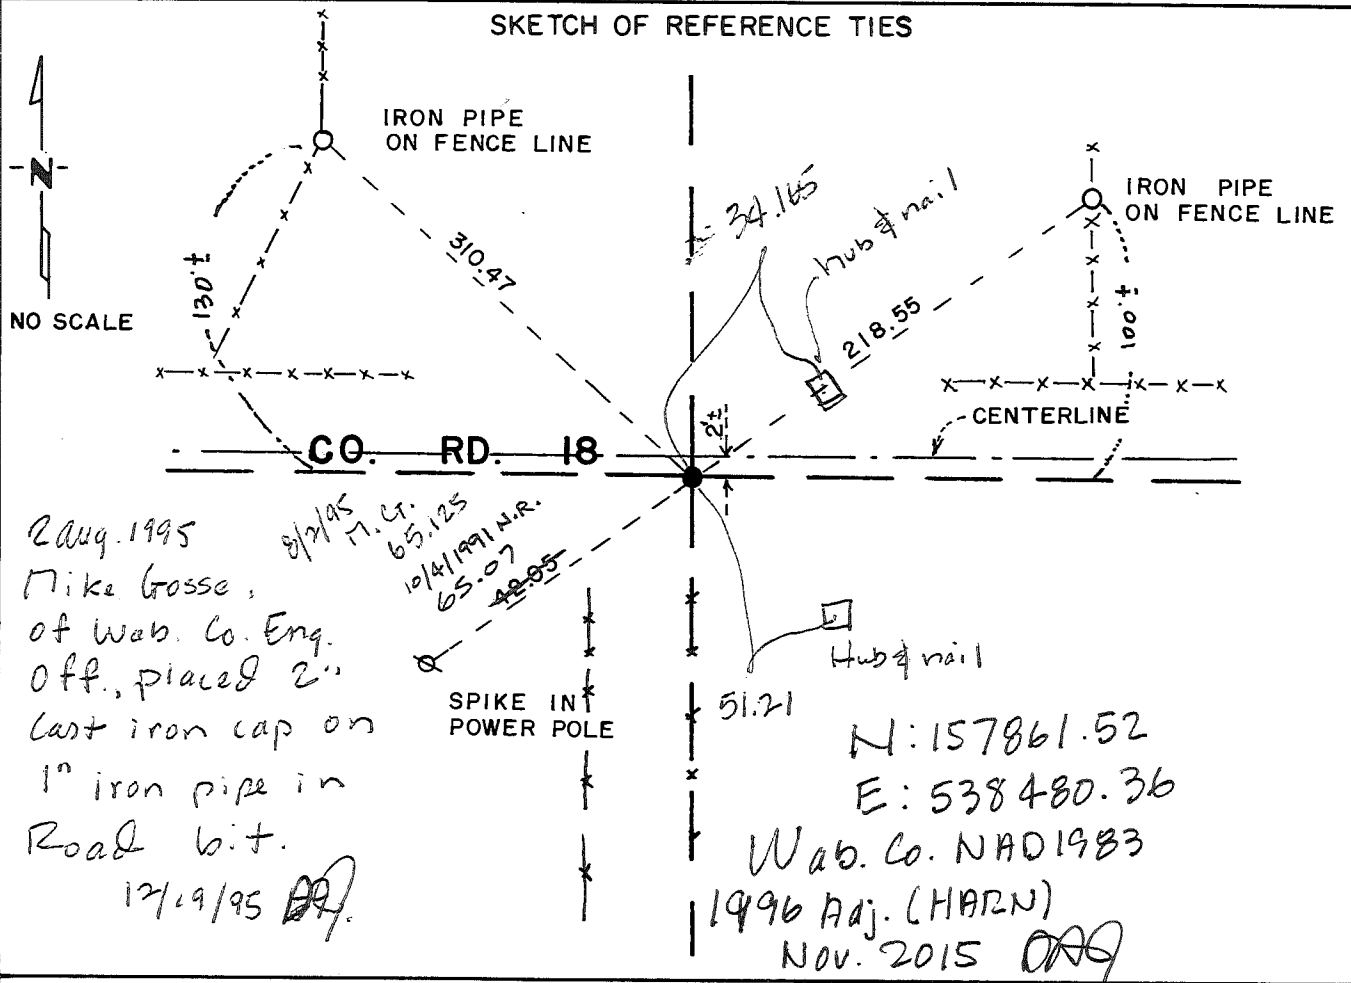 SKETCH OF REFERENCE TIES
IRON PIPE
ON FENCE LINE
N
NO SCALE
130.'±
310.47
34.165
hub & nail
218.55
IRON PIPE
ON FENCE LINE
100.'±
CENTERLINE
2'±
CO. RD. 18
8/2/95
M.G.
65.125
10/4/1991 N.R.
65.07
42.05
SPIKE IN
POWER POLE
Hub & nail
51.21
2 Aug. 1995
Mike Gosse,
of Wab. Co. Eng.
Off., placed 2"
Cast iron cap on
1" iron pipe in
Road bit.
12/19/95
N: 157861.52
E: 538480.36
Wab. Co. NAD1983
1996 Adj. (HARN)
Nov. 2015